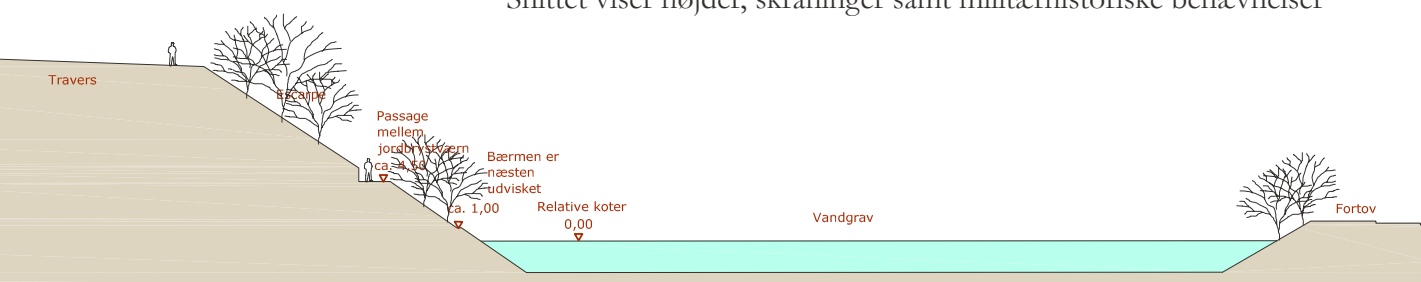 Snittet viser højder, skråninger samt militærhistoriske benævnelser
Travers
Escarpe
Passage
mellem
jordbrystværn
ca. 4,50
Bærmen er
næsten
udvisket
ca. 1,00
Relative koter
0,00
Vandgrav
Fortov